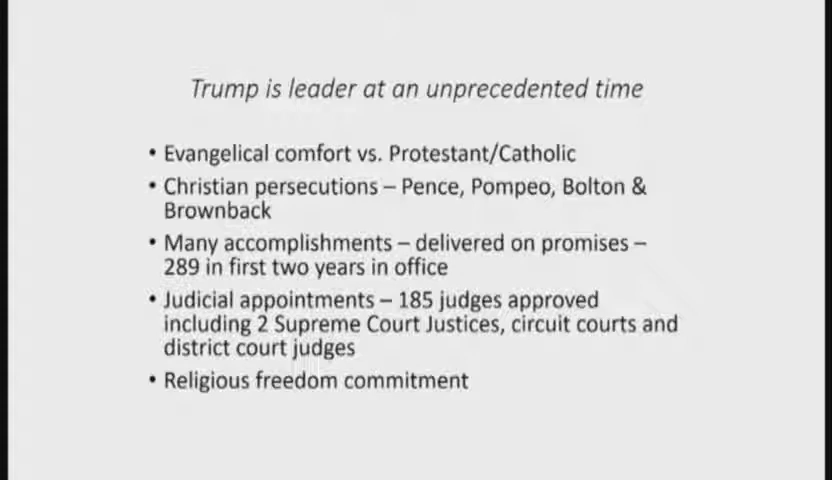 Trump is leader at an unprecedented time
• Evangelical comfort vs. Protestant/Catholic
• Christian persecutions – Pence, Pompeo, Bolton &
Brownback
• Many accomplishments – delivered on promises –
289 in first two years in office
• Judicial appointments – 185 judges approved
including 2 Supreme Court Justices, circuit courts and
district court judges
• Religious freedom commitment